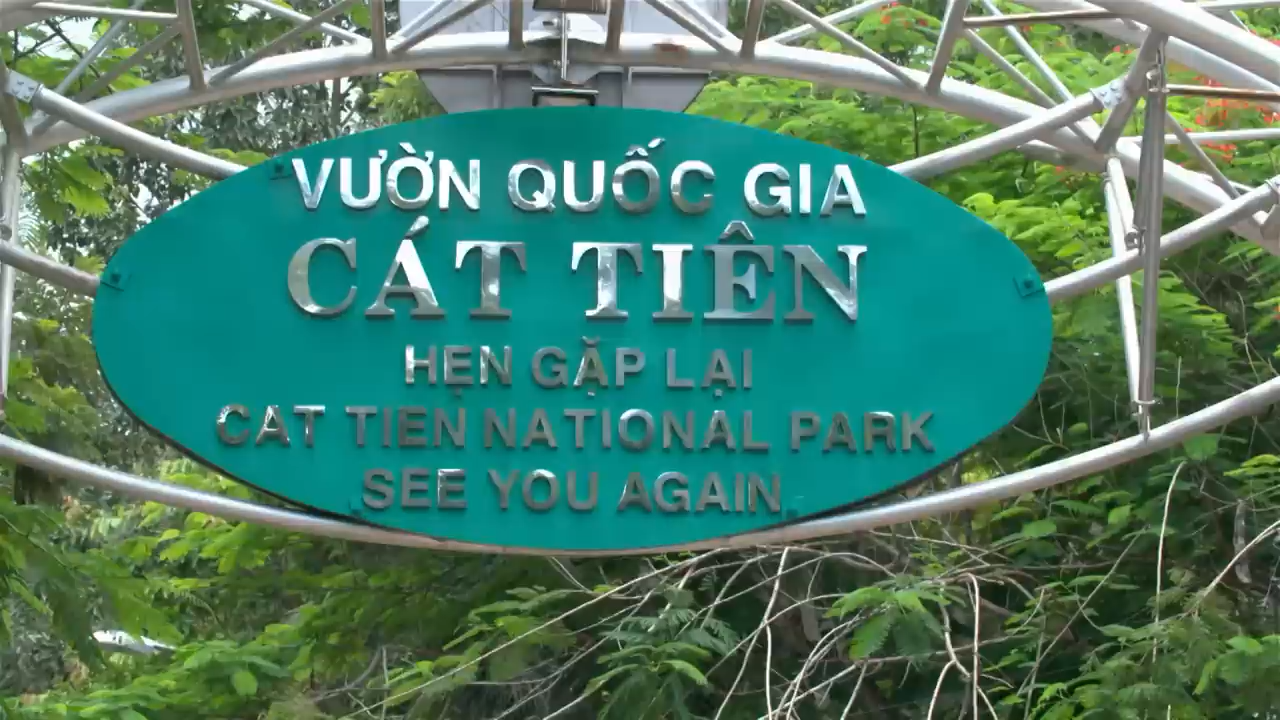 VƯỜN QUỐC GIA
CÁT TIÊN
HẸN GẶP LẠI
CAT TIEN NATIONAL PARK
SEE YOU AGAIN